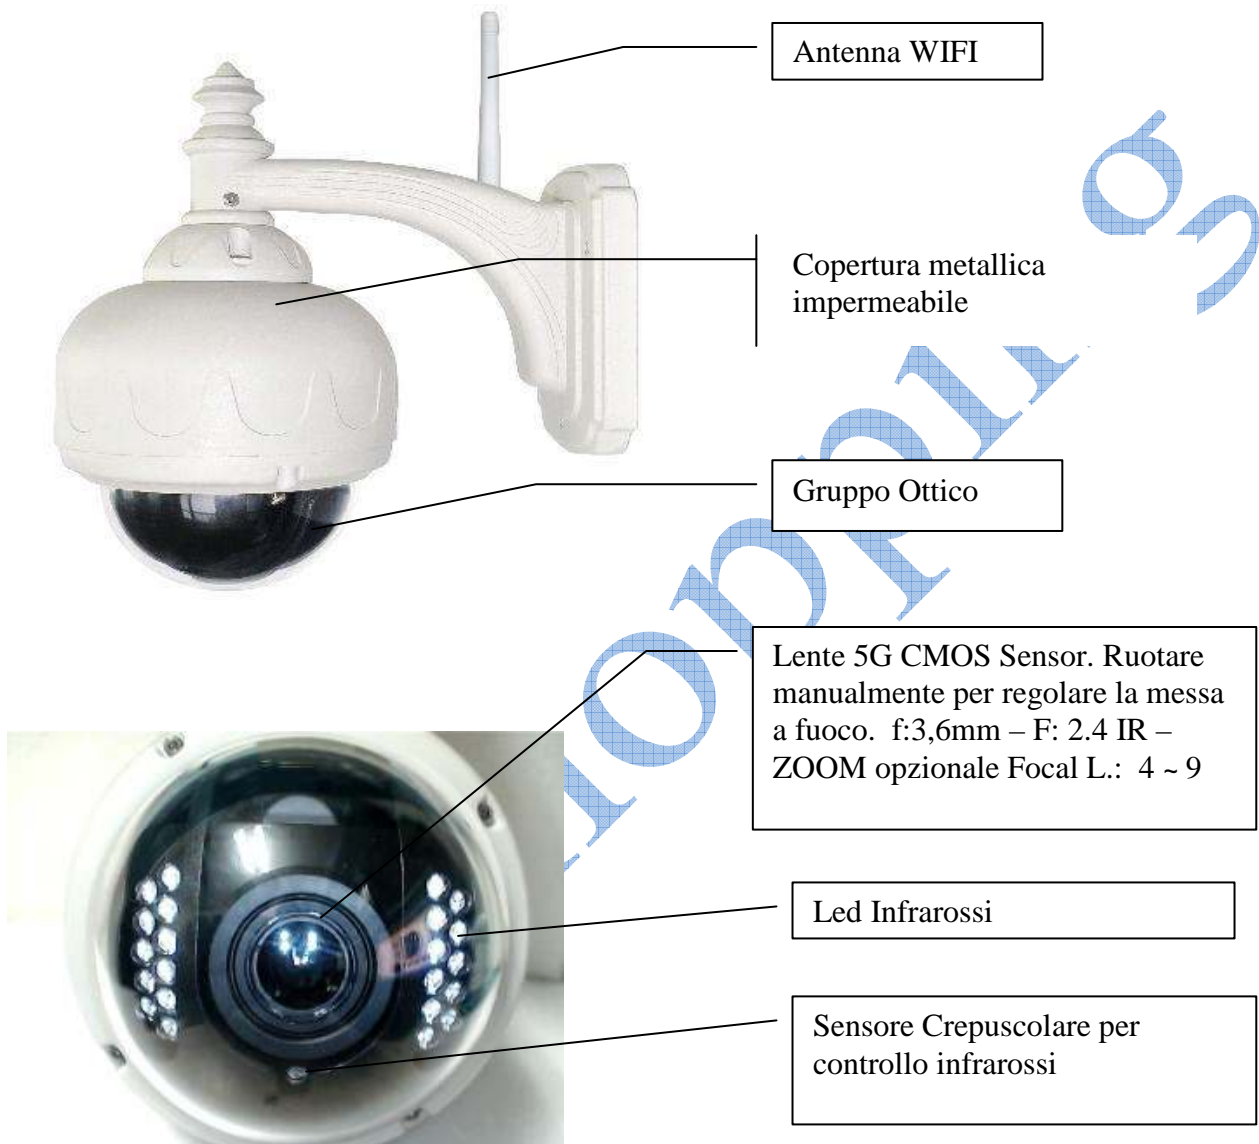 Antenna WIFI
Copertura metallica
impermeabile
Gruppo Ottico
Lente 5G CMOS Sensor. Ruotare
manualmente per regolare la messa
a fuoco.  f:3,6mm – F: 2.4 IR –
ZOOM opzionale Focal L.:  4 ~ 9
Led Infrarossi
Sensore Crepuscolare per
controllo infrarossi